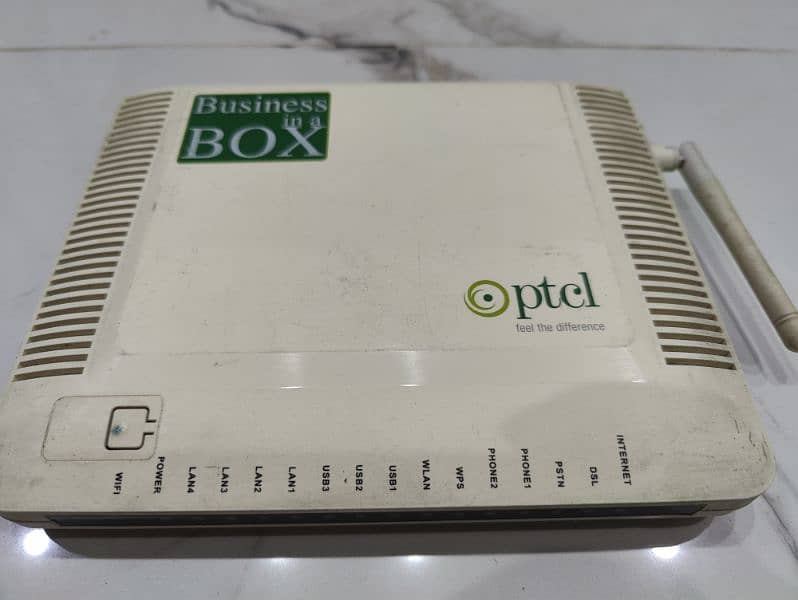 Business
in a
BOX
ptcl
feel the difference
WIFI
POWER
LAN4
LAN3
LAN2
LAN1
USB3
USB2
USB1
WLAN
WPS
PHONE2
PHONE1
PSTN
DSL
INTERNET